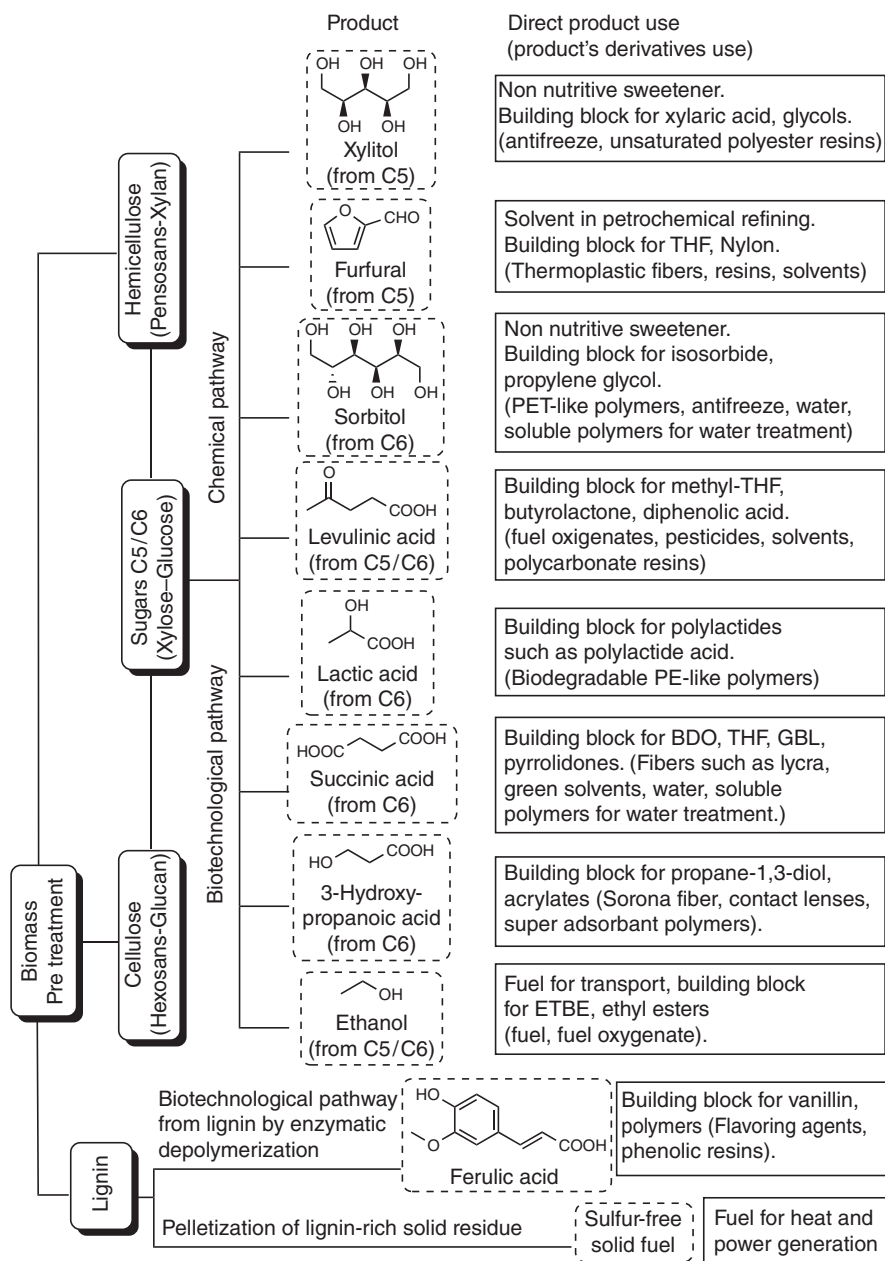 Product
Direct product use
(product's derivatives use)
Biomass
Pre treatment
Hemicellulose
(Pensosans-Xylan)
Sugars C5/C6
(Xylose–Glucose)
Cellulose
(Hexosans-Glucan)
Lignin
Chemical pathway
Biotechnological pathway
OH OH OH
OH OH
Xylitol
(from C5)
Non nutritive sweetener.
Building block for xylaric acid, glycols.
(antifreeze, unsaturated polyester resins)
O
CHO
Furfural
(from C5)
Solvent in petrochemical refining.
Building block for THF, Nylon.
(Thermoplastic fibers, resins, solvents)
OH OH OH
OH OH OH
Sorbitol
(from C6)
Non nutritive sweetener.
Building block for isosorbide,
propylene glycol.
(PET-like polymers, antifreeze, water,
soluble polymers for water treatment)
O
COOH
Levulinic acid
(from C5/C6)
Building block for methyl-THF,
butyrolactone, diphenolic acid.
(fuel oxigenates, pesticides, solvents,
polycarbonate resins)
OH
COOH
Lactic acid
(from C6)
Building block for polylactides
such as polylactide acid.
(Biodegradable PE-like polymers)
COOH
HOOC
Succinic acid
(from C6)
Building block for BDO, THF, GBL,
pyrrolidones. (Fibers such as lycra,
green solvents, water, soluble
polymers for water treatment.)
COOH
HO
3-Hydroxy-
propanoic acid
(from C6)
Building block for propane-1,3-diol,
acrylates (Sorona fiber, contact lenses,
super adsorbant polymers).
OH
Ethanol
(from C5/C6)
Fuel for transport, building block
for ETBE, ethyl esters
(fuel, fuel oxygenate).
Biotechnological pathway
from lignin by enzymatic
depolymerization
HO
O
COOH
Ferulic acid
Building block for vanillin,
polymers (Flavoring agents,
phenolic resins).
Pelletization of lignin-rich solid residue
Sulfur-free
solid fuel
Fuel for heat and
power generation